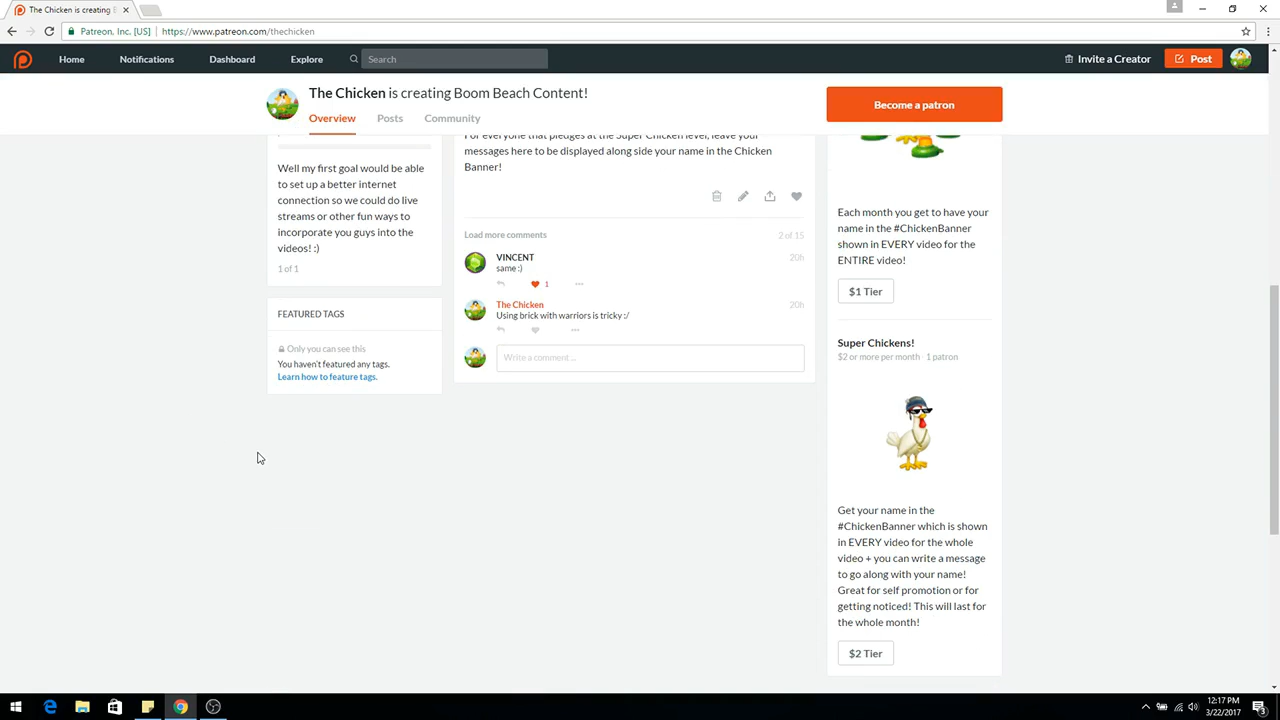 The Chicken is creating B
Patreon, Inc. [US]
https://www.patreon.com/thechicken
Home
Notifications
Dashboard
Explore
Search
Invite a Creator
Post
The Chicken is creating Boom Beach Content!
Become a patron
Overview
Posts
Community
Well my first goal would be able
to set up a better internet
connection so we could do live
streams or other fun ways to
incorporate you guys into the
videos! :)
1 of 1
FEATURED TAGS
Only you can see this
You haven't featured any tags.
Learn how to feature tags.
For everyone that pledges at the Super Chicken level, leave your
messages here to be displayed along side your name in the Chicken
Banner!
Load more comments
2 of 15
VINCENT
20h
same :)
1
The Chicken
20h
Using brick with warriors is tricky :/
Write a comment...
Each month you get to have your
name in the #ChickenBanner
shown in EVERY video for the
ENTIRE video!
$1 Tier
Super Chickens!
$2 or more per month · 1 patron
Get your name in the
#ChickenBanner which is shown
in EVERY video for the whole
video + you can write a message
to go along with your name!
Great for self promotion or for
getting noticed! This will last for
the whole month!
$2 Tier
12:17 PM
3/22/2017
3